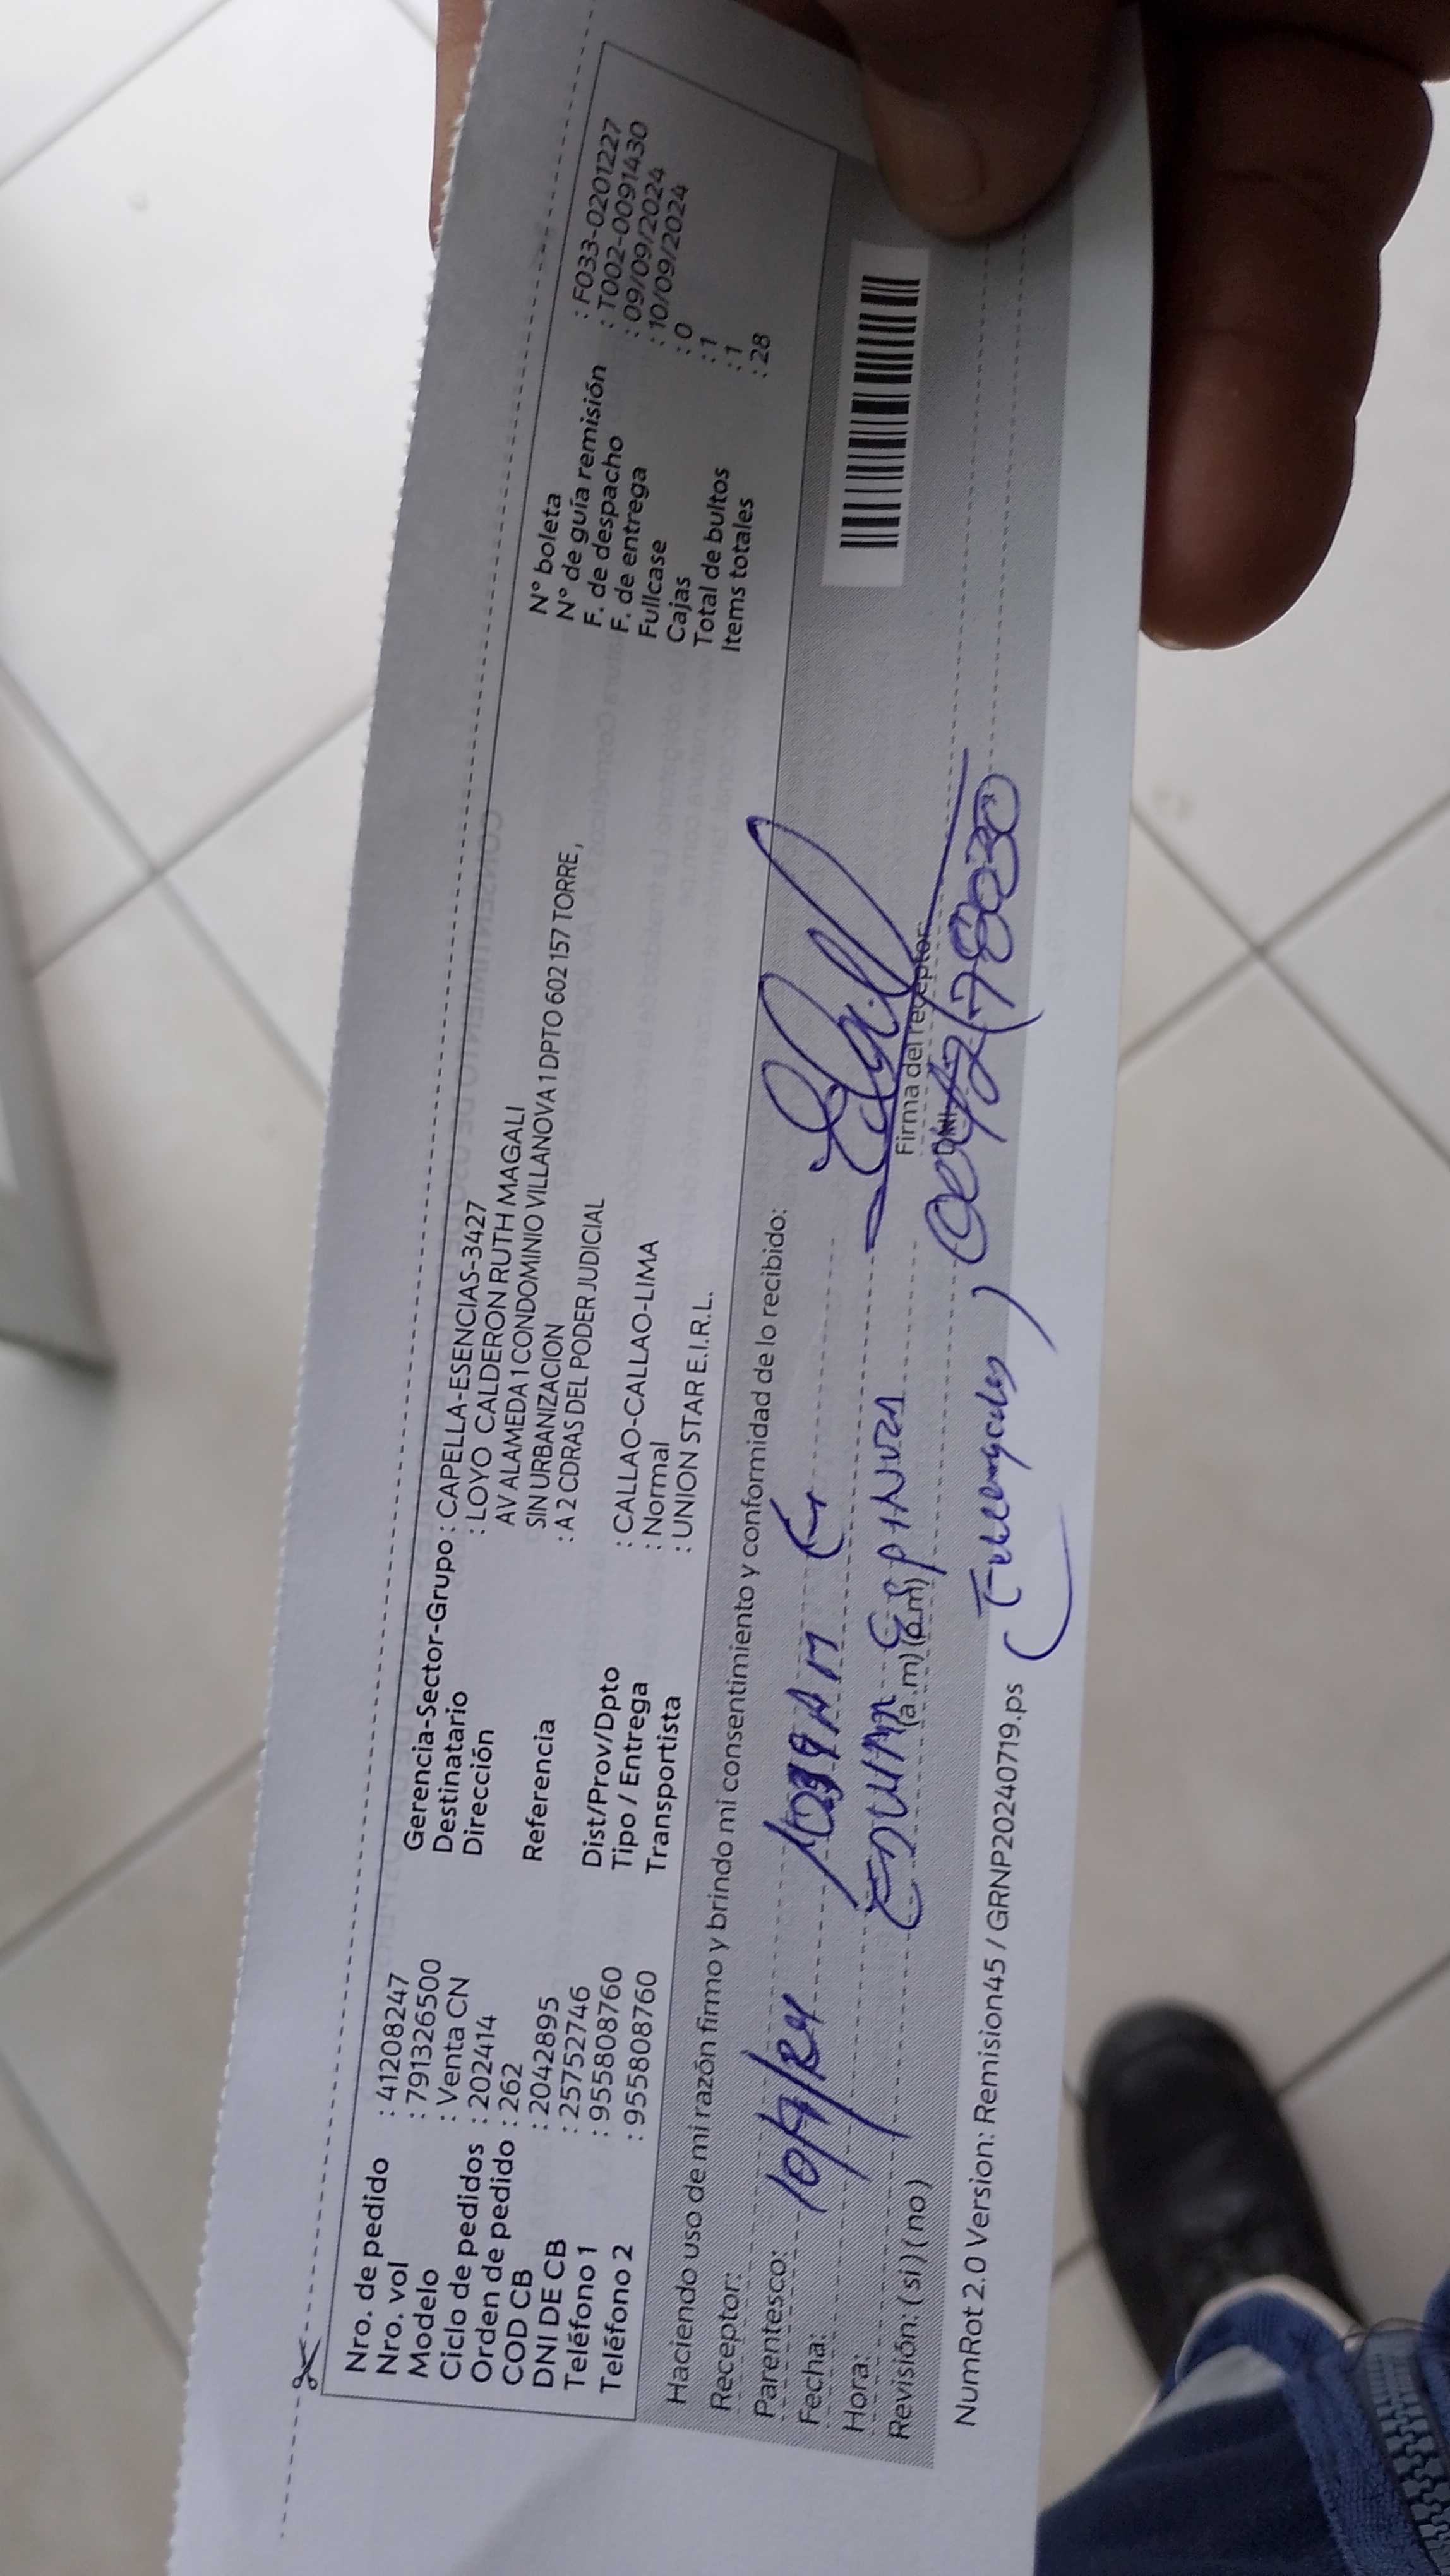 Nro. de pedido : 41208247
Nro. vol : 791326500
Modelo : Venta CN
Ciclo de pedidos : 202414
Orden de pedido : 262
COD CB : 2042895
DNI DE CB : 25752746
Teléfono 1 : 955808760
Teléfono 2 : 955808760
Gerencia-Sector-Grupo : CAPELLA-ESENCIAS-3427
Destinatario : LOYO CALDERON RUTH MAGALI
Dirección AV ALAMEDA 1 CONDOMINIO VILLANOVA 1 DPTO 602 157 TORRE,
SIN URBANIZACION
Referencia : A 2 CDRAS DEL PODER JUDICIAL
Dist/Prov/Dpto : CALLAO-CALLAO-LIMA
Tipo / Entrega : Normal
Transportista : UNION STAR E.I.R.L.
N° boleta : F033-0201227
N° de guía remisión : T002-0091430
F. de despacho : 09/09/2024
F. de entrega : 10/09/2024
Fullcase : 0
Cajas : 1
Total de bultos : 1
Items totales : 28
Haciendo uso de mi razón firmo y brindo mi consentimiento y conformidad de lo recibido:
Receptor:
Parentesco:
Fecha: 10/9/24
Hora: (a.m) (p.m)
Revisión: (si) (no)
Firma del receptor
DNI
NumRot 2.0 Version: Remision45 / GRNP20240719.ps